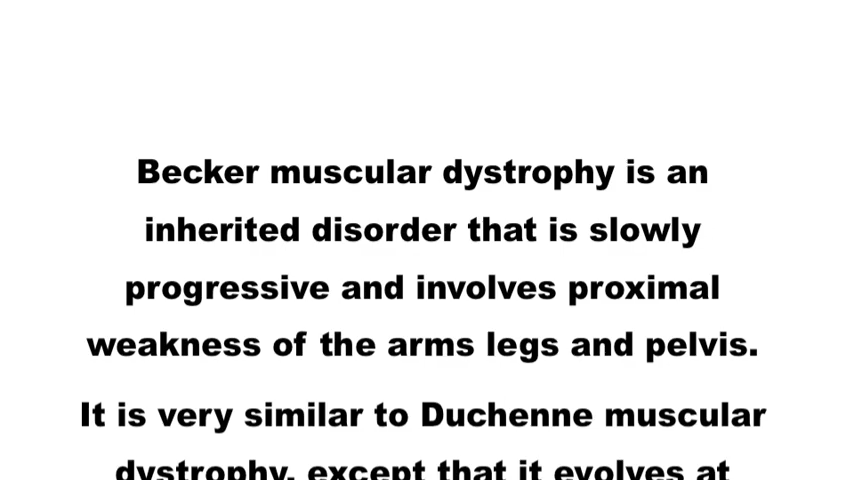 Becker muscular dystrophy is an
inherited disorder that is slowly
progressive and involves proximal
weakness of the arms legs and pelvis.
It is very similar to Duchenne muscular
dystrophy, except that it evolves at